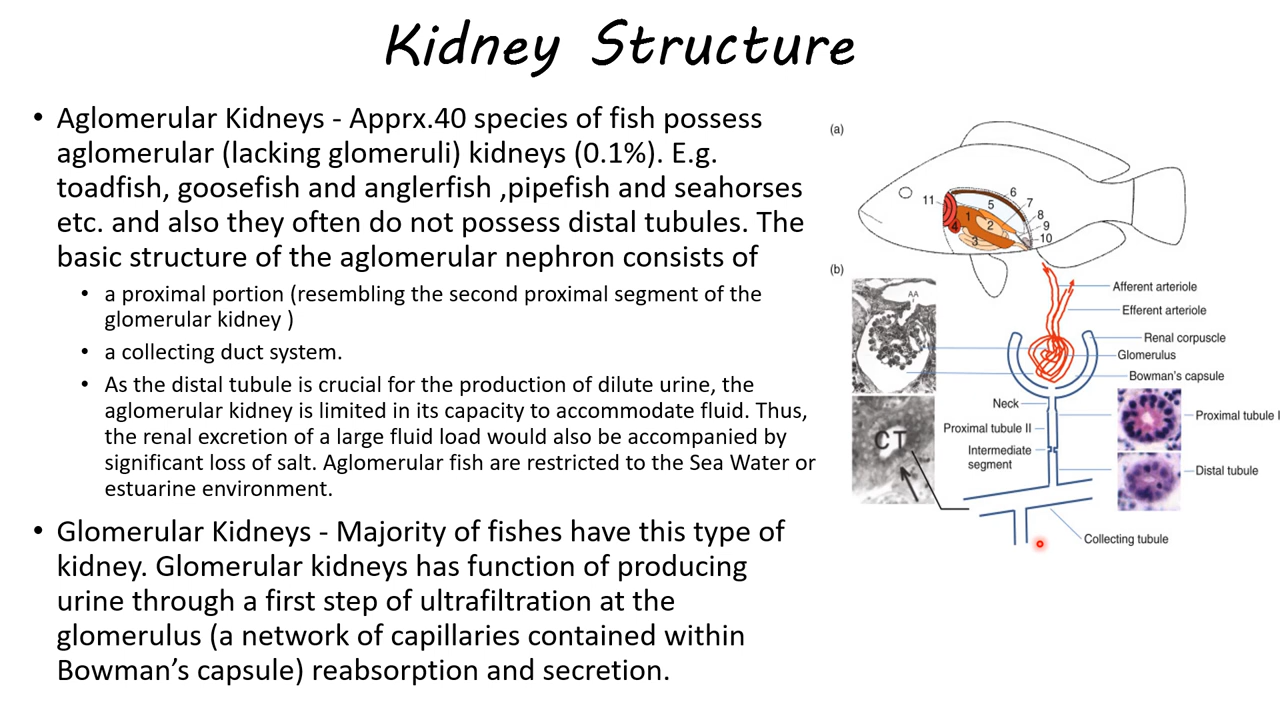 Kidney Structure
• Aglomerular Kidneys - Apprx.40 species of fish possess
aglomerular (lacking glomeruli) kidneys (0.1%). E.g.
toadfish, goosefish and anglerfish ,pipefish and seahorses
etc. and also they often do not possess distal tubules. The
basic structure of the aglomerular nephron consists of
• a proximal portion (resembling the second proximal segment of the
glomerular kidney )
• a collecting duct system.
• As the distal tubule is crucial for the production of dilute urine, the
aglomerular kidney is limited in its capacity to accommodate fluid. Thus,
the renal excretion of a large fluid load would also be accompanied by
significant loss of salt. Aglomerular fish are restricted to the Sea Water or
estuarine environment.
• Glomerular Kidneys - Majority of fishes have this type of
kidney. Glomerular kidneys has function of producing
urine through a first step of ultrafiltration at the
glomerulus (a network of capillaries contained within
Bowman's capsule) reabsorption and secretion.
(a)
11
1
2
3
4
5
6
7
8
9
10
(b)
AA
Afferent arteriole
Efferent arteriole
Renal corpuscle
Glomerulus
Bowman's capsule
Neck
Proximal tubule I
Proximal tubule II
CT
Intermediate
segment
Distal tubule
Collecting tubule